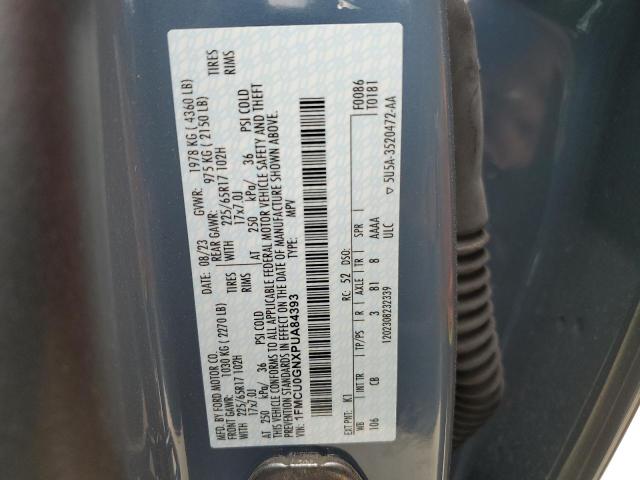 MFD. BY FORD MOTOR CO.
08/23 GVWR: 1978 KG ( 4360 LB)
FRONT GAWR: 1030 KG ( 2270 LB) REAR GAWR: 975 KG ( 2150 LB)
225/65R17 102H TIRES WITH 225/65R17 102H TIRES
17x7.0J RIMS 17x7.0J RIMS
AT 250 kPa/ 36 PSI COLD AT 250 kPa/ 36 PSI COLD
THIS VEHICLE CONFORMS TO ALL APPLICABLE FEDERAL MOTOR VEHICLE SAFETY AND THEFT
PREVENTION STANDARDS IN EFFECT ON THE DATE OF MANUFACTURE SHOWN ABOVE.
VIN: 1FMCU0GNXPUA84393 TYPE: MPV
F0086
EXT PNT: K1 RC: 52 DSO: T0181
WB INT TR TP/PS R AXLE TR SPR
106 CB 3 B1 8 AAAA
ULC
1202308232339 ▽ 5U5A-3520472-AA